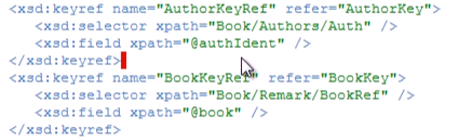 <xsd:keyref name="AuthorKeyRef" refer="AuthorKey">
<xsd:selector xpath="Book/Authors/Auth" />
<xsd:field xpath="@authIdent" />
</xsd:keyref>
<xsd:keyref name="BookKeyRef" refer="BookKey">
<xsd:selector xpath="Book/Remark/BookRef" />
<xsd:field xpath="@book" />
</xsd:keyref>